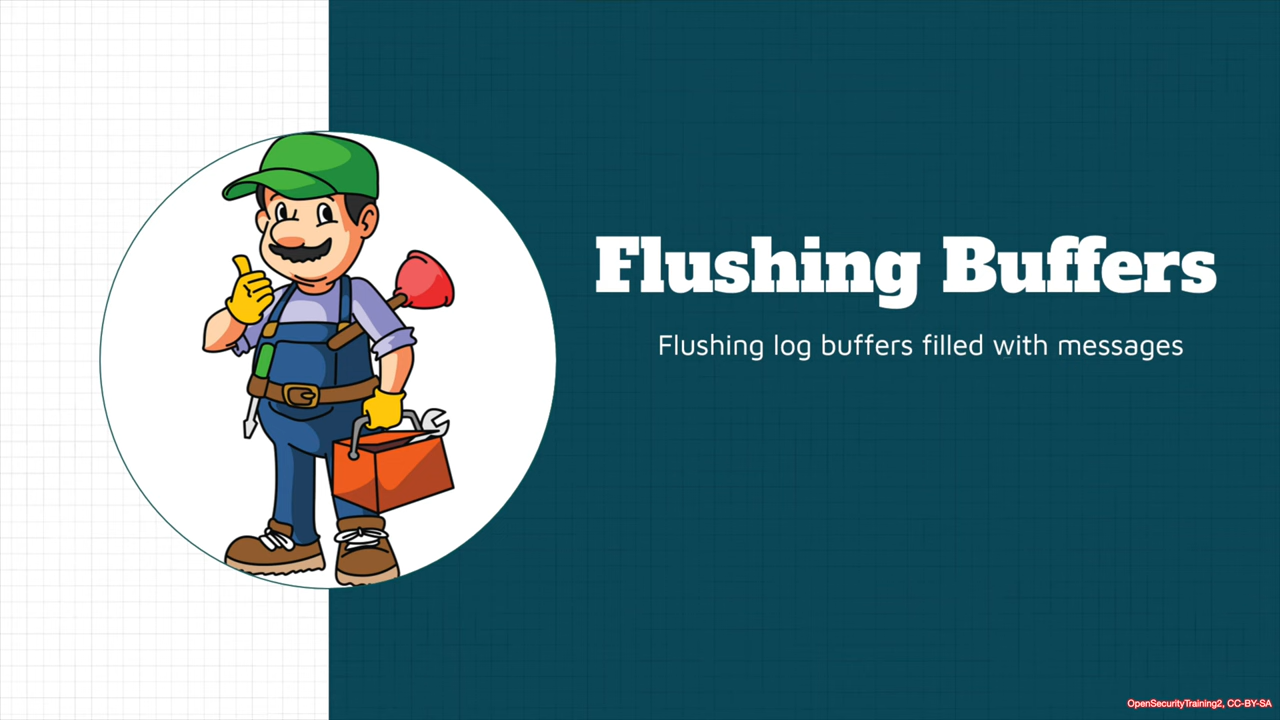 Flushing Buffers
Flushing log buffers filled with messages
OpenSecurityTraining2, CC-BY-SA